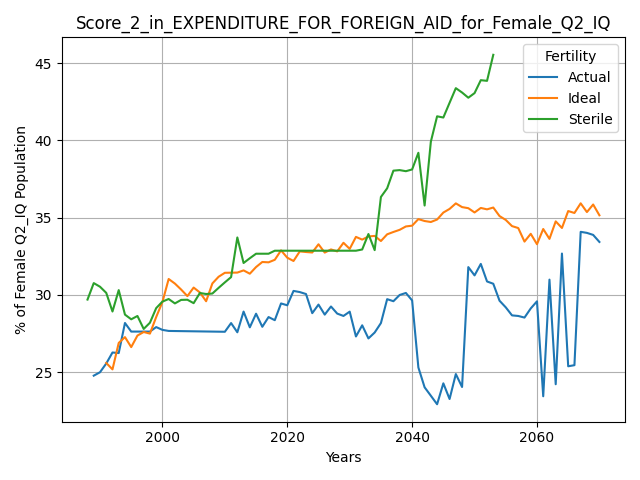 Score_2_in_EXPENDITURE_FOR_FOREIGN_AID_for_Female_Q2_IQ
Fertility
Actual
Ideal
Sterile
% of Female Q2_IQ Population
45
40
35
30
25
2000
2020
2040
2060
Years